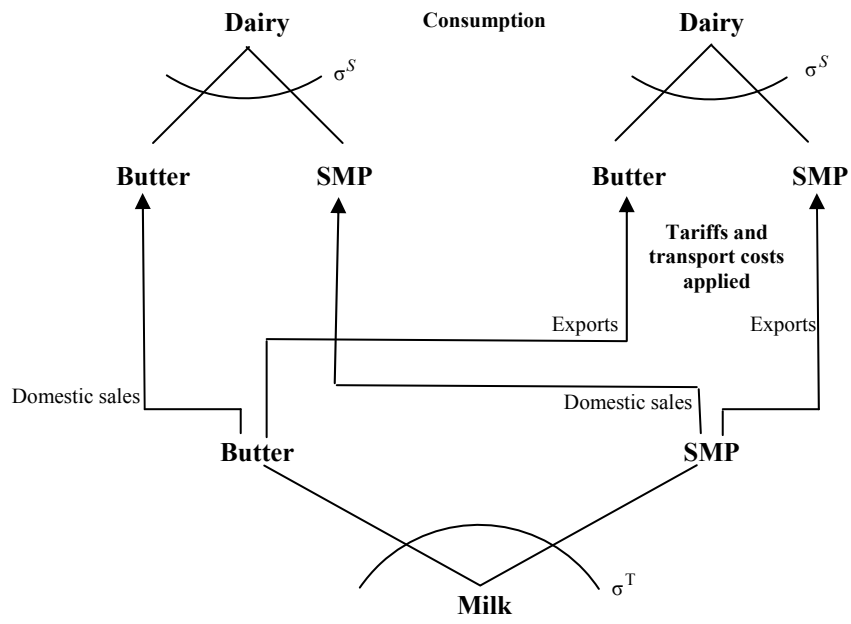 Dairy
Consumption
Dairy
σS
σS
Butter
SMP
Butter
SMP
Tariffs and
transport costs
applied
Exports
Exports
Domestic sales
Domestic sales
Butter
SMP
σT
Milk